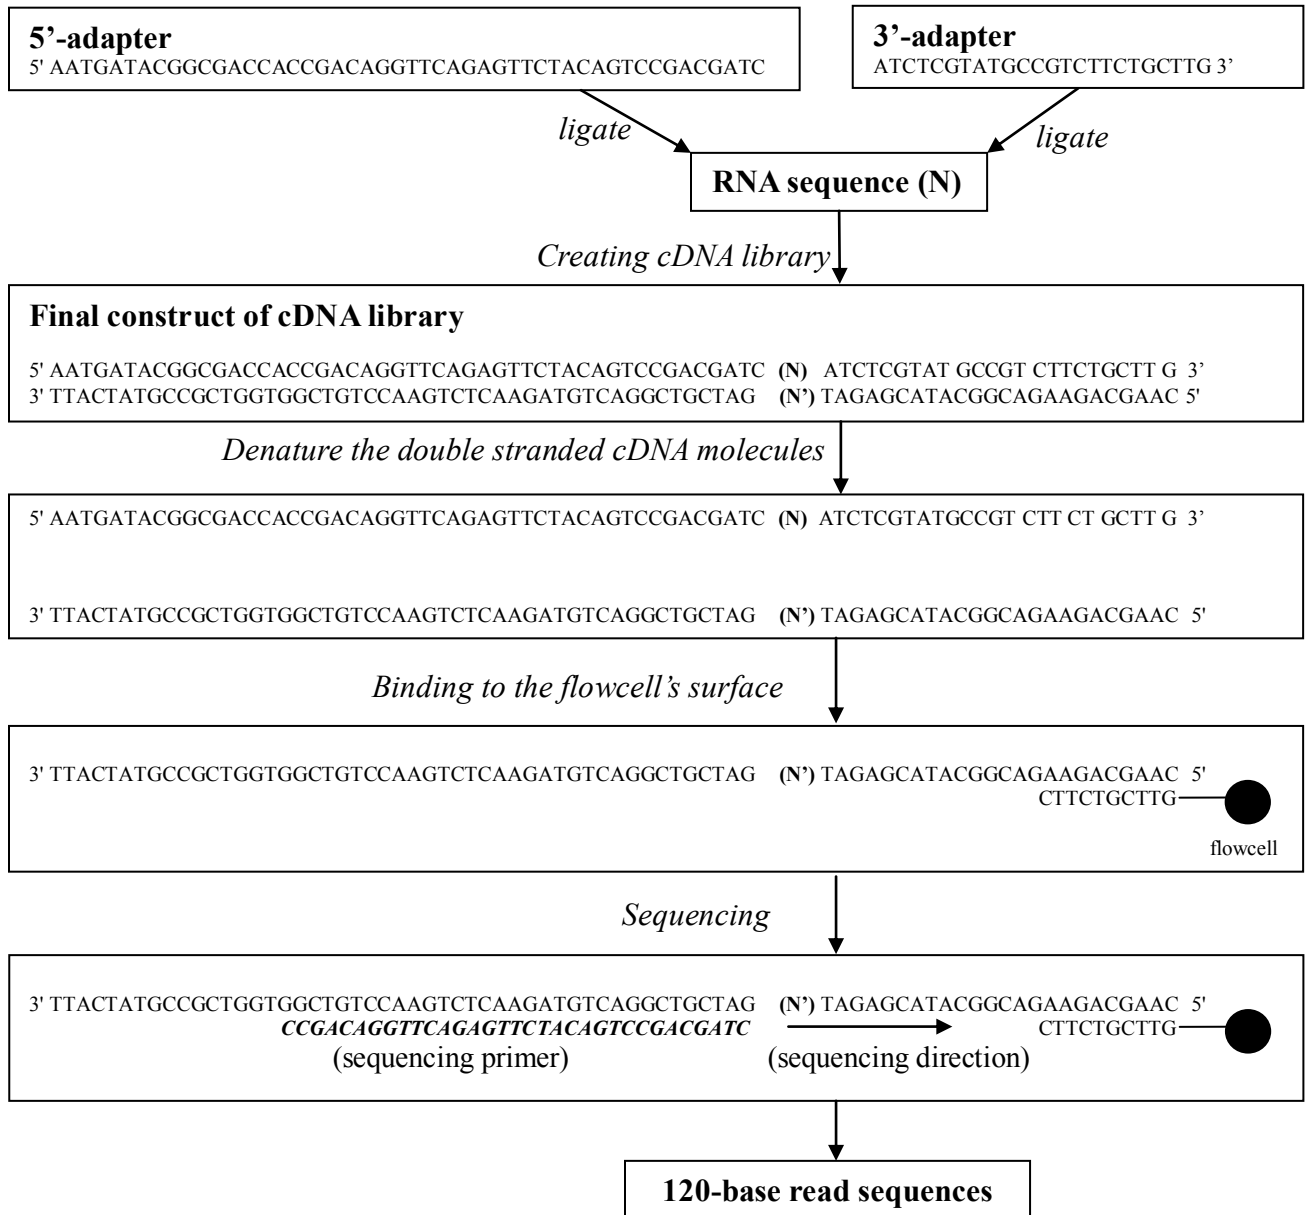 5’-adapter
5' AATGATACGGCGACCACCGACAGGTTCAGAGTTCTACAGTCCGACGATC
3’-adapter
ATCTCGTATGCCGTCTTCTGCTTG 3’
ligate
ligate
RNA sequence (N)
Creating cDNA library
Final construct of cDNA library
5' AATGATACGGCGACCACCGACAGGTTCAGAGTTCTACAGTCCGACGATC (N) ATCTCGTAT GCCGT CTTCTGCTT G 3’
3' TTACTATGCCGCTGGTGGCTGTCCAAGTCTCAAGATGTCAGGCTGCTAG (N’) TAGAGCATACGGCAGAAGACGAAC 5'
Denature the double stranded cDNA molecules
5' AATGATACGGCGACCACCGACAGGTTCAGAGTTCTACAGTCCGACGATC (N) ATCTCGTATGCCGT CTT CT GCTT G 3’
3' TTACTATGCCGCTGGTGGCTGTCCAAGTCTCAAGATGTCAGGCTGCTAG (N’) TAGAGCATACGGCAGAAGACGAAC 5'
Binding to the flowcell’s surface
3' TTACTATGCCGCTGGTGGCTGTCCAAGTCTCAAGATGTCAGGCTGCTAG (N’) TAGAGCATACGGCAGAAGACGAAC 5'
CTTCTGCTTG
flowcell
Sequencing
3' TTACTATGCCGCTGGTGGCTGTCCAAGTCTCAAGATGTCAGGCTGCTAG (N’) TAGAGCATACGGCAGAAGACGAAC 5'
CCGACAGGTTCAGAGTTCTACAGTCCGACGATC CTTCTGCTTG
(sequencing primer) (sequencing direction)
120-base read sequences